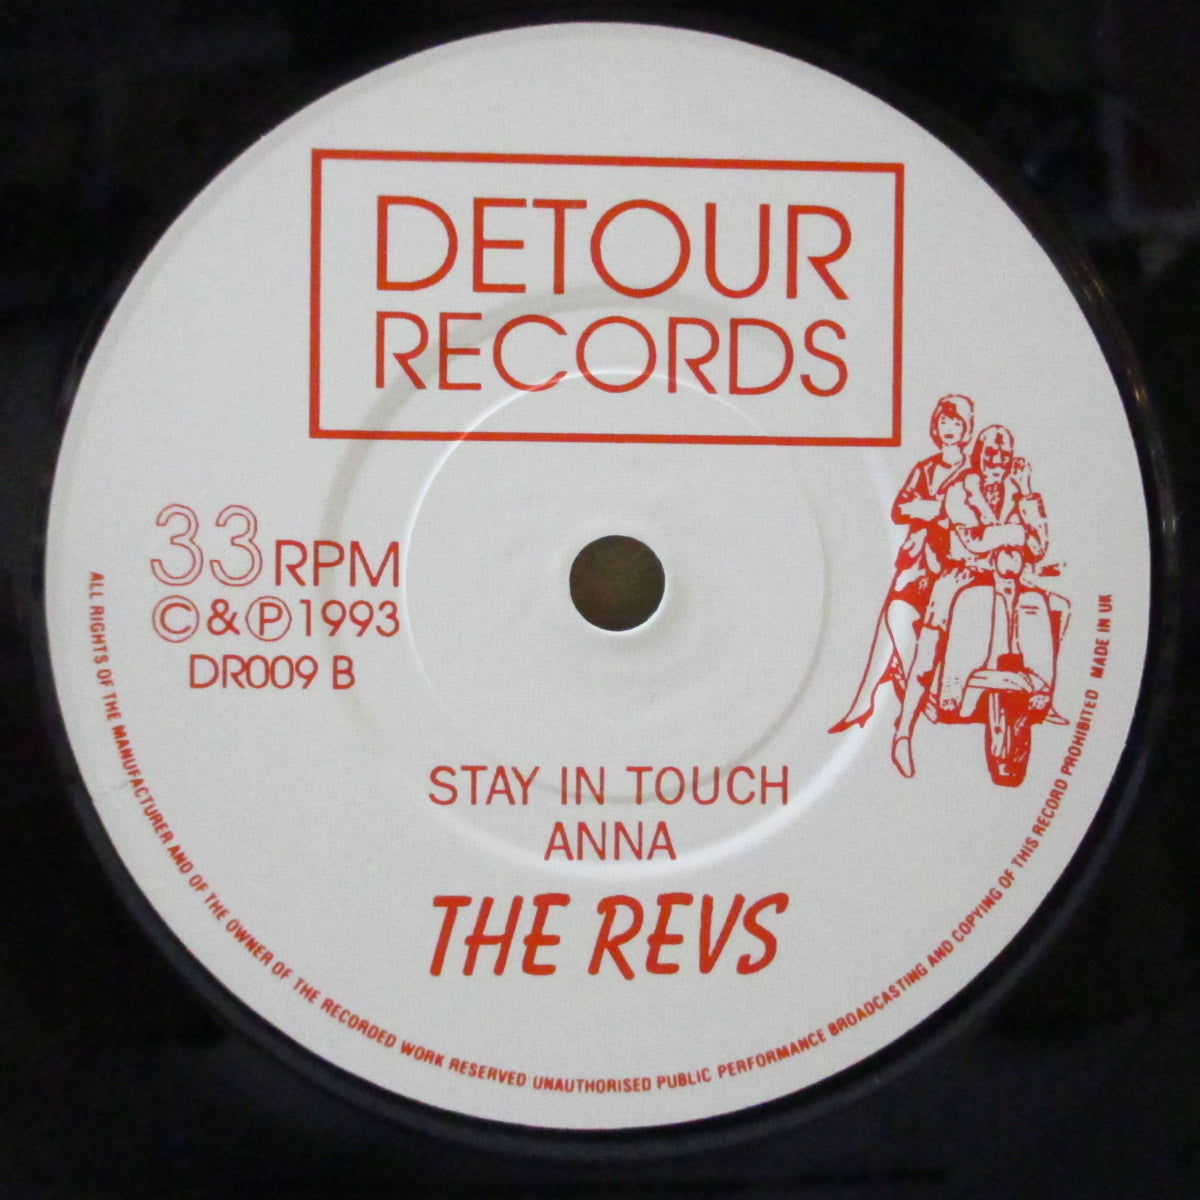 DETOUR
RECORDS
33 RPM
© & ℗ 1993
DR009 B
STAY IN TOUCH
ANNA
THE REVS
ALL RIGHTS OF THE MANUFACTURER AND OF THE OWNER OF THE RECORDED WORK RESERVED UNAUTHORISED PUBLIC PERFORMANCE BROADCASTING AND COPYING OF THIS RECORD PROHIBITED MADE IN UK